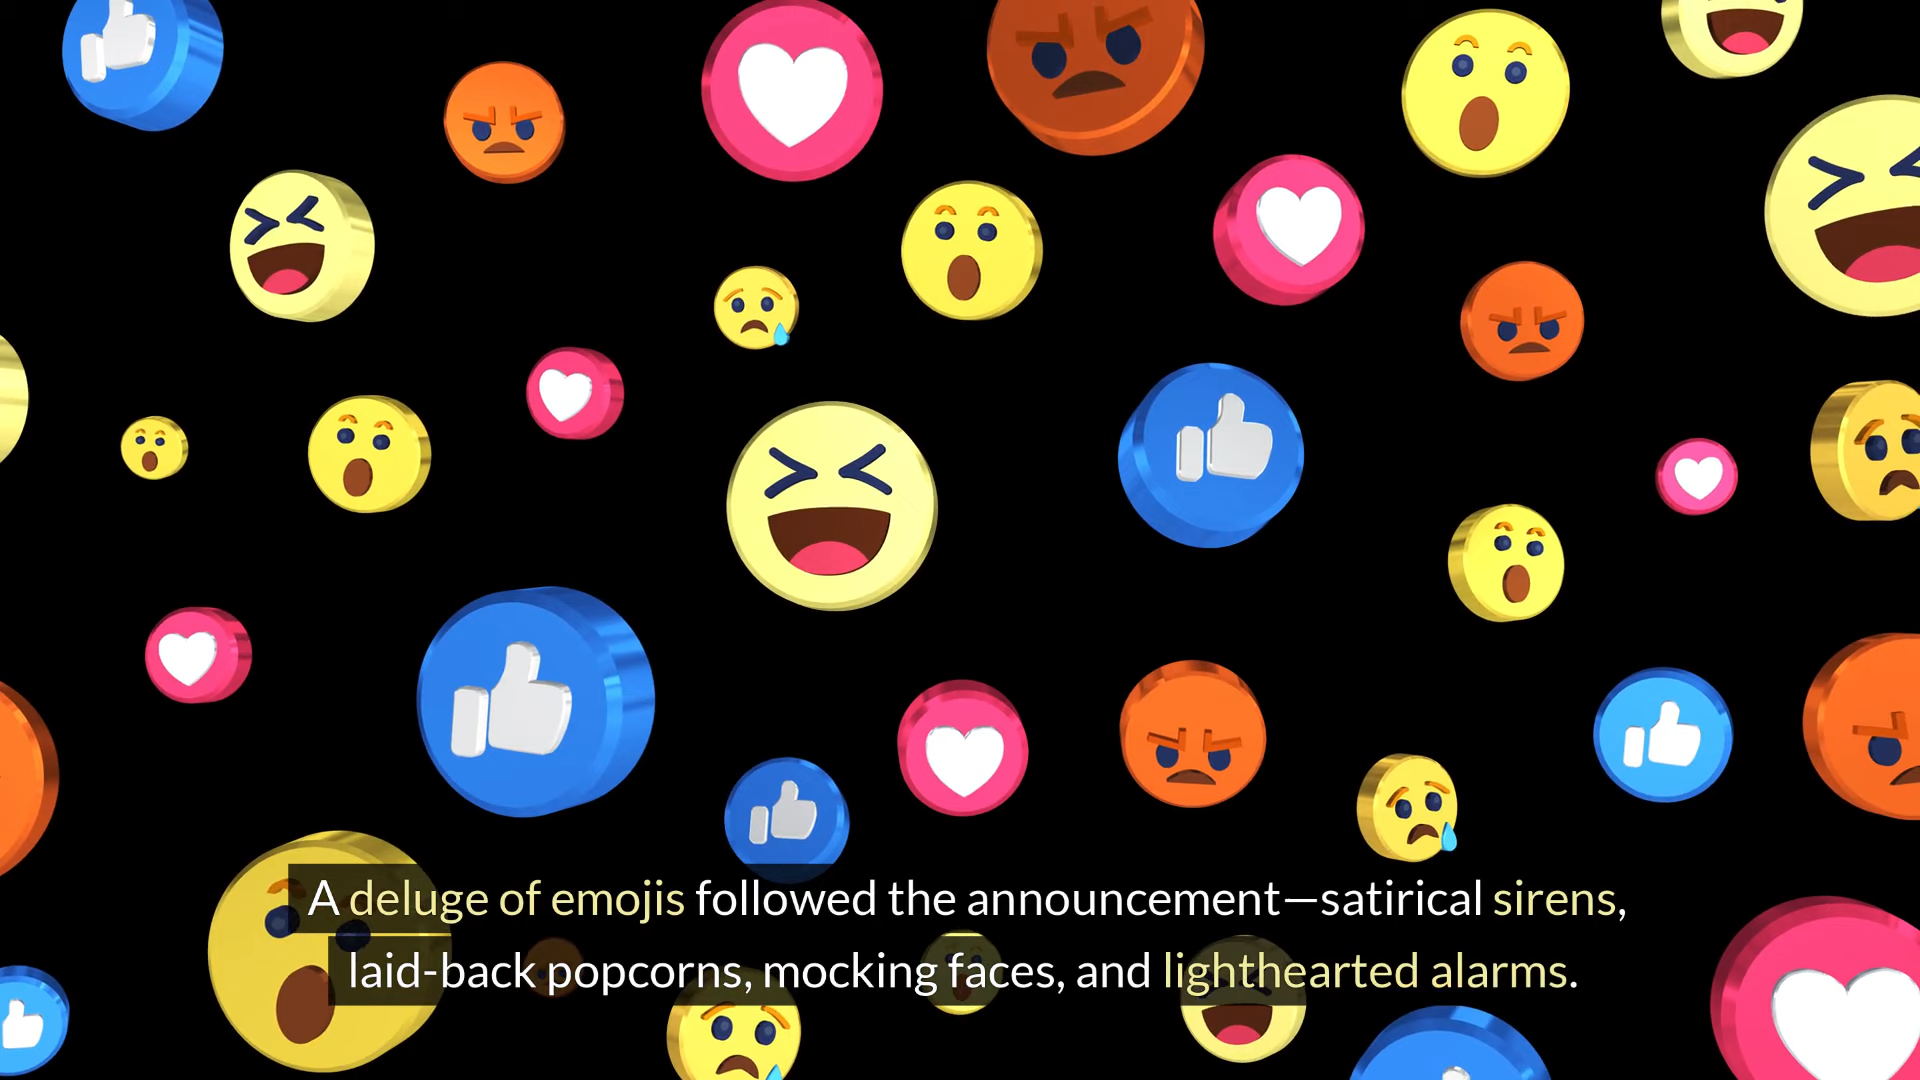 A deluge of emojis followed the announcement—satirical sirens,
laid-back popcorns, mocking faces, and lighthearted alarms.